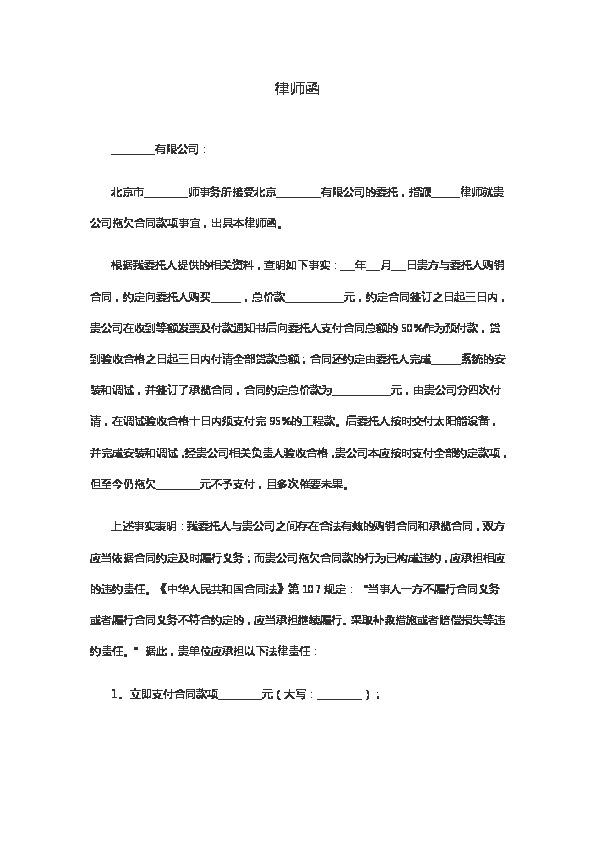 律师函
________有限公司：
北京市________师事务所接受北京________有限公司的委托，指派_____律师就贵
公司拖欠合同款项事宜，出具本律师函。
根据我委托人提供的相关资料，查明如下事实：___年___月___日贵方与委托人购销
合同，约定向委托人购买______，总价款___________元，约定合同签订之日起三日内，
贵公司在收到等额发票及付款通知书后向委托人支付合同总额的50%作为预付款，货
到验收合格之日起三日内付请全部货款总额；合同还约定由委托人完成_____系统的安
装和调试，并签订了承揽合同，合同约定总价款为___________元，由贵公司分四次付
请，在调试验收合格十日内须支付完95%的工程款。后委托人按时交付太阳能设备，
并完成安装和调试，经贵公司相关负责人验收合格，贵公司本应按时支付全部约定款项，
但至今仍拖欠________元不予支付，且多次催要未果。
上述事实表明：我委托人与贵公司之间存在合法有效的购销合同和承揽合同，双方
应当依据合同约定及时履行义务；而贵公司拖欠合同款的行为已构成违约，应承担相应
的违约责任。《中华人民共和国合同法》第107规定："当事人一方不履行合同义务
或者履行合同义务不符合约定的，应当承担继续履行。采取补救措施或者赔偿损失等违
约责任。"据此，贵单位应承担以下法律责任：
1。立即支付合同款项________元（大写：________）；